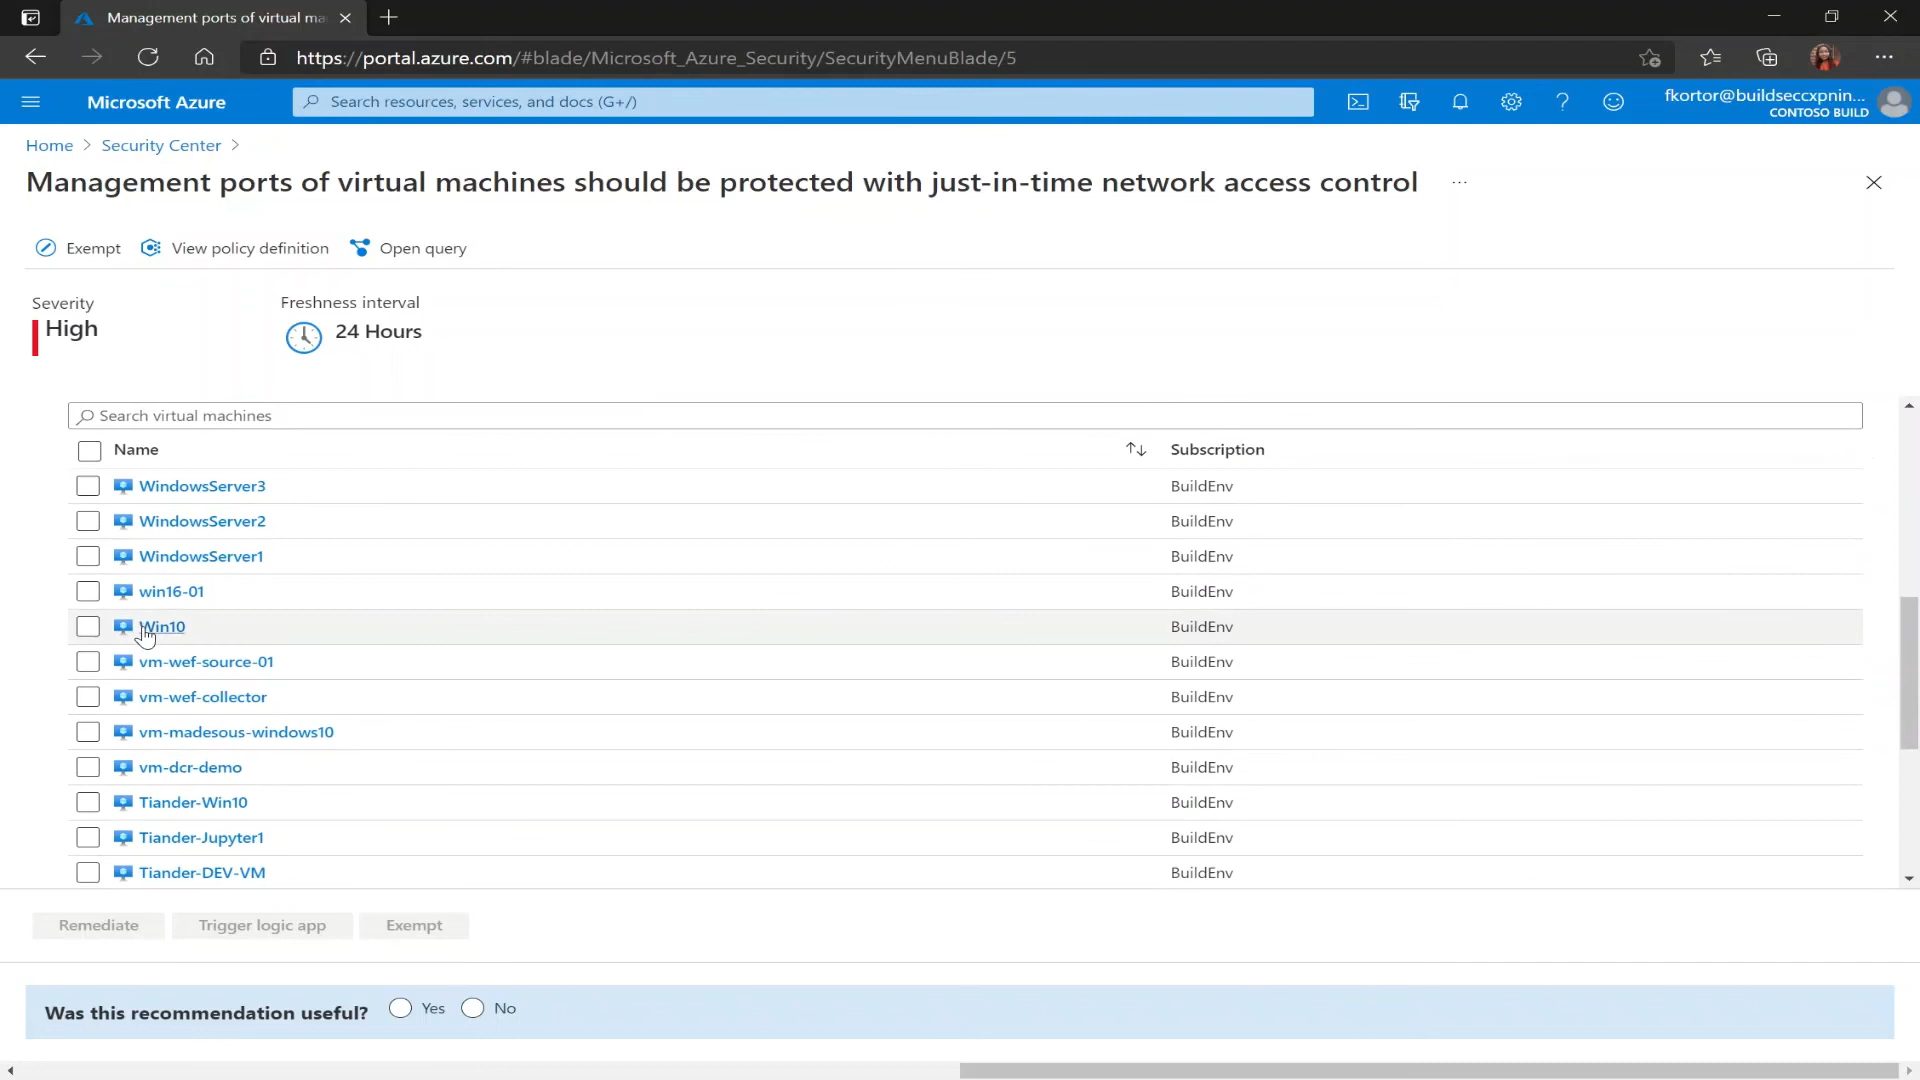 Management ports of virtual ma
https://portal.azure.com/#blade/Microsoft_Azure_Security/SecurityMenuBlade/5
Microsoft Azure
Search resources, services, and docs (G+/)
fkortor@buildseccxpnin...
CONTOSO BUILD
Home > Security Center >
Management ports of virtual machines should be protected with just-in-time network access control ...
Exempt
View policy definition
Open query
Severity
High
Freshness interval
24 Hours
Search virtual machines
Name
Subscription
WindowsServer3 BuildEnv
WindowsServer2 BuildEnv
WindowsServer1 BuildEnv
win16-01 BuildEnv
Win10 BuildEnv
vm-wef-source-01 BuildEnv
vm-wef-collector BuildEnv
vm-madesous-windows10 BuildEnv
vm-dcr-demo BuildEnv
Tiander-Win10 BuildEnv
Tiander-Jupyter1 BuildEnv
Tiander-DEV-VM BuildEnv
Remediate
Trigger logic app
Exempt
Was this recommendation useful? Yes No